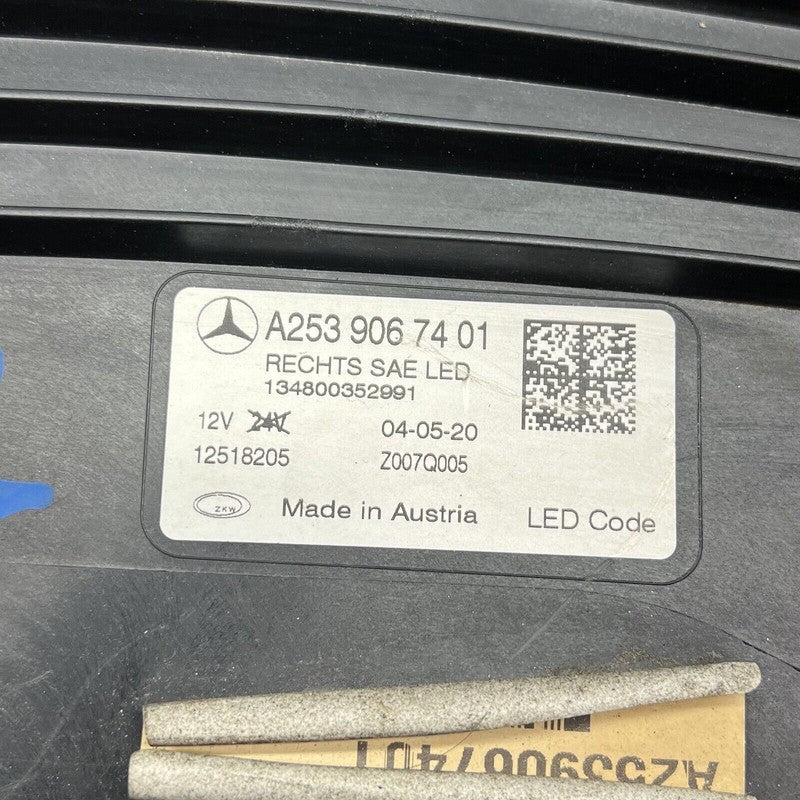 A253 906 74 01
RECHTS SAE LED
134800352991
12V 24V 04-05-20
12518205 Z007Q005
ZKW Made in Austria LED Code
A2539067401